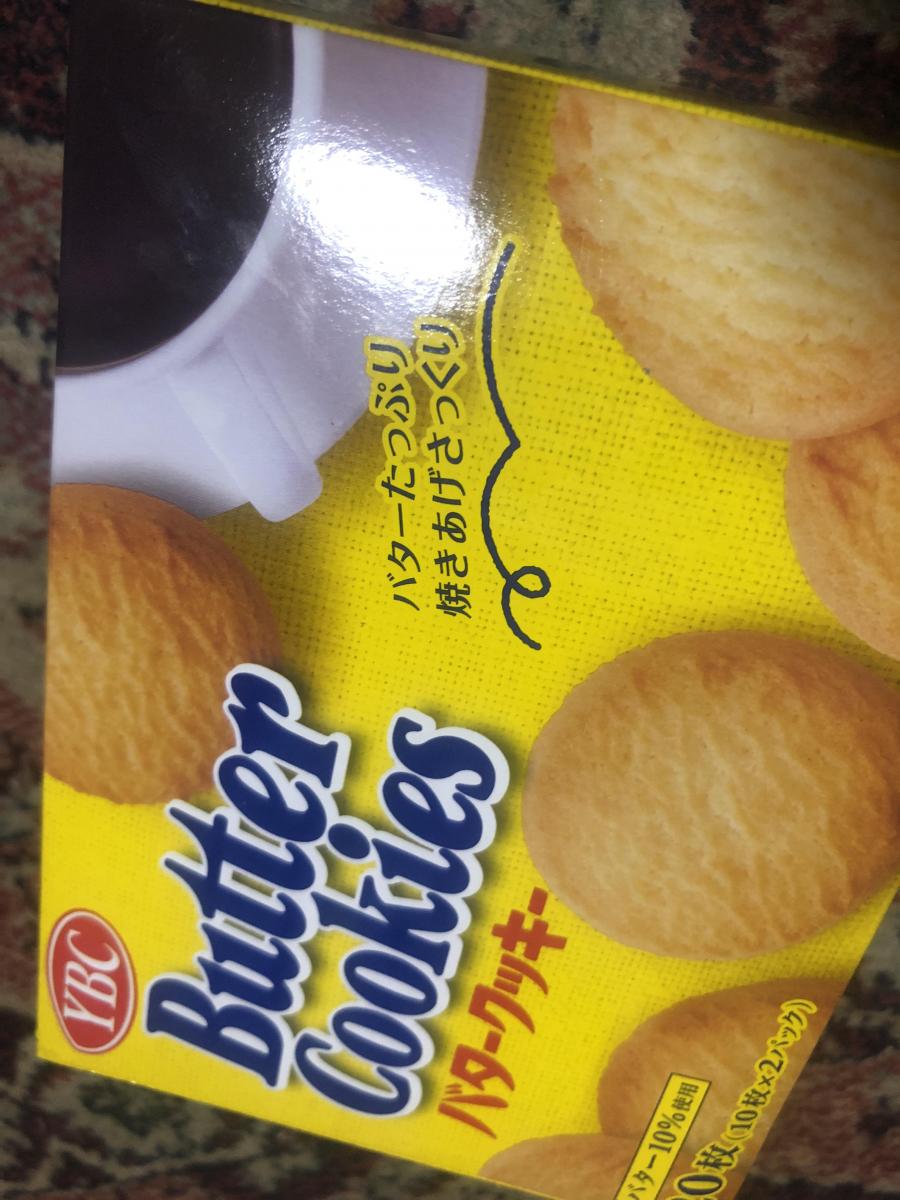 YBC
Butter
Cookies
バタークッキー
バターたっぷり
焼きあげさっくり
バター10%使用
0枚(10枚×2パック)